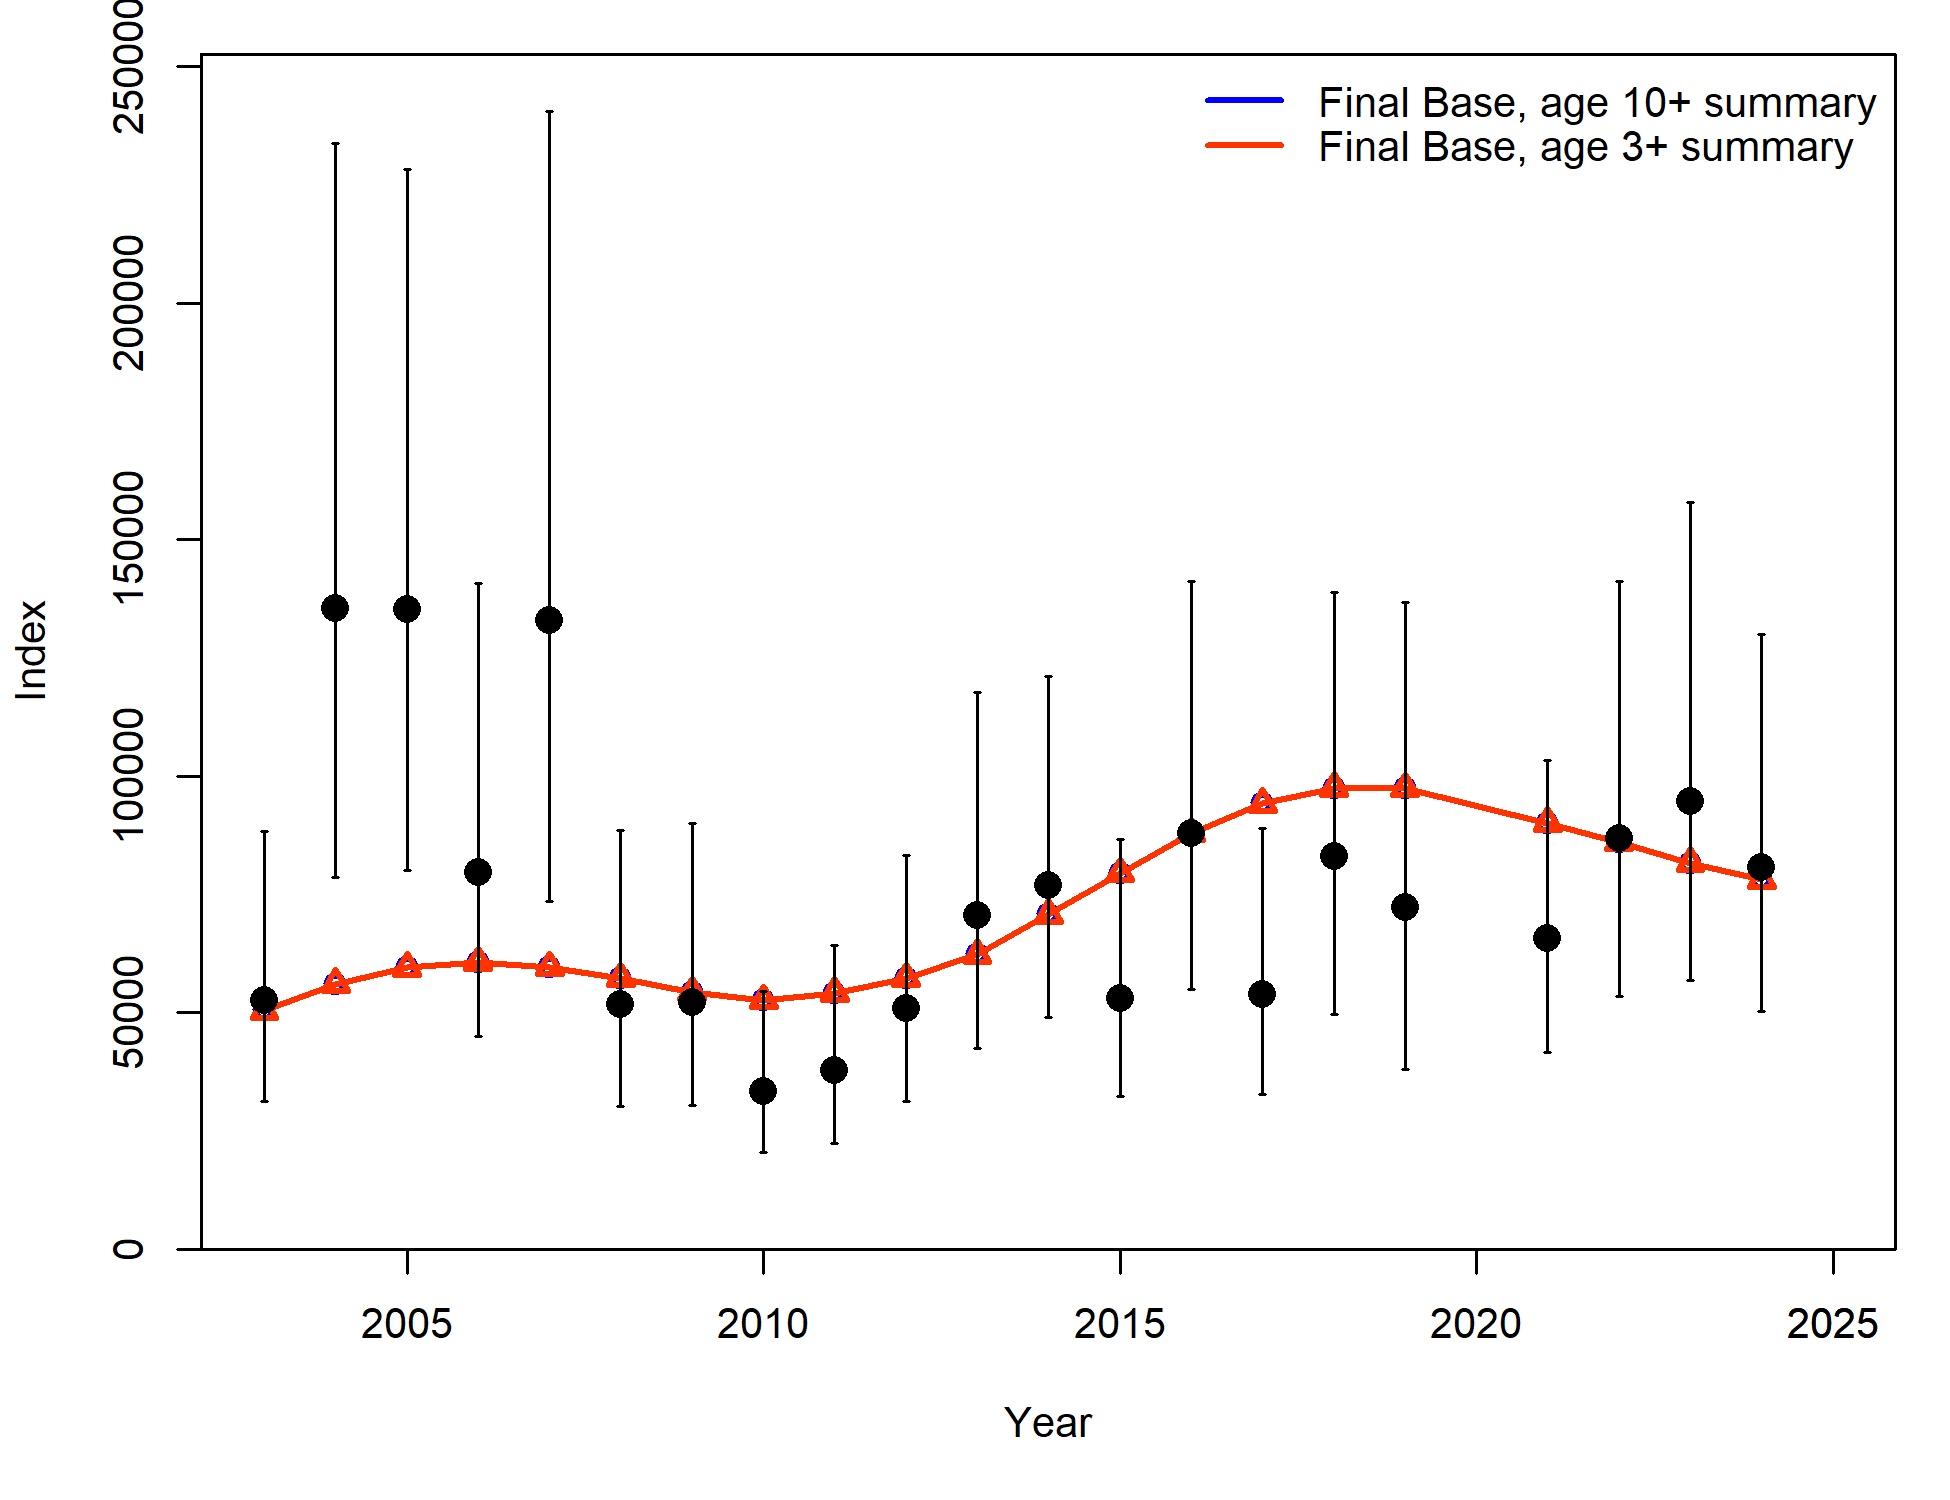 Final Base, age 10+ summary
Final Base, age 3+ summary
250000
200000
150000
100000
50000
0
Index
2005 2010 2015 2020 2025
Year